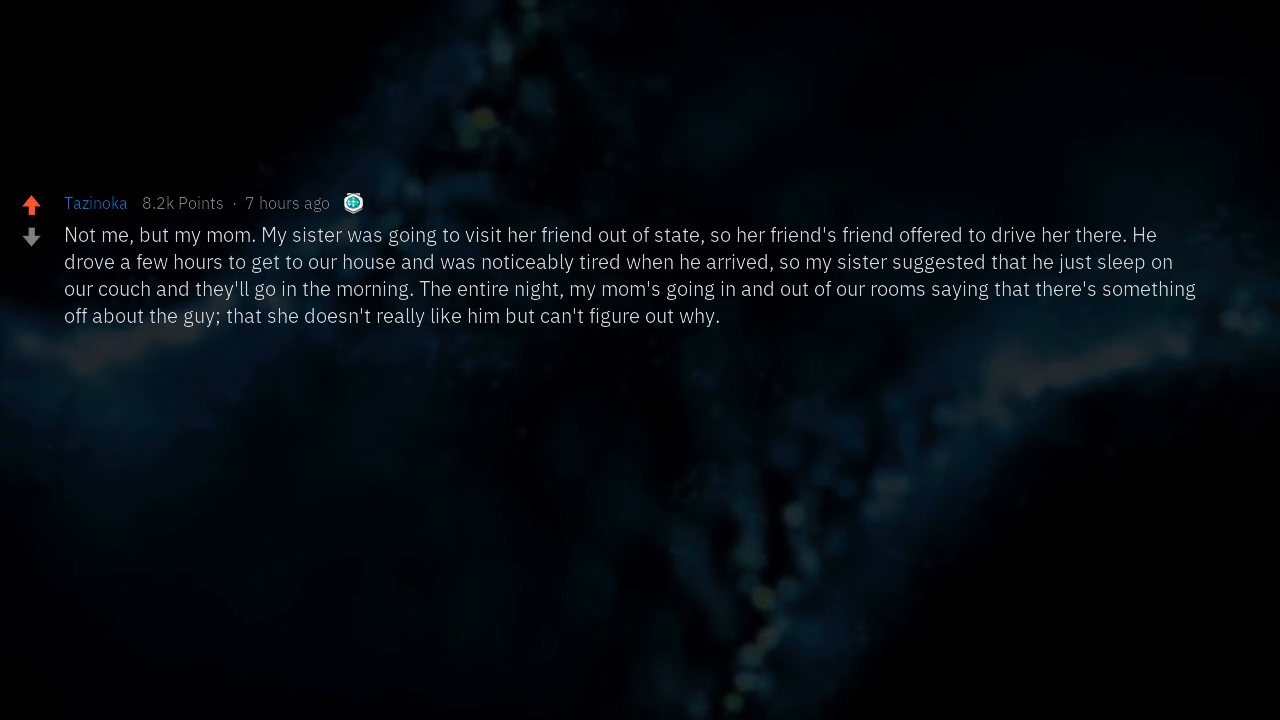 Tazinoka 8.2k Points · 7 hours ago
Not me, but my mom. My sister was going to visit her friend out of state, so her friend's friend offered to drive her there. He
drove a few hours to get to our house and was noticeably tired when he arrived, so my sister suggested that he just sleep on
our couch and they'll go in the morning. The entire night, my mom's going in and out of our rooms saying that there's something
off about the guy; that she doesn't really like him but can't figure out why.